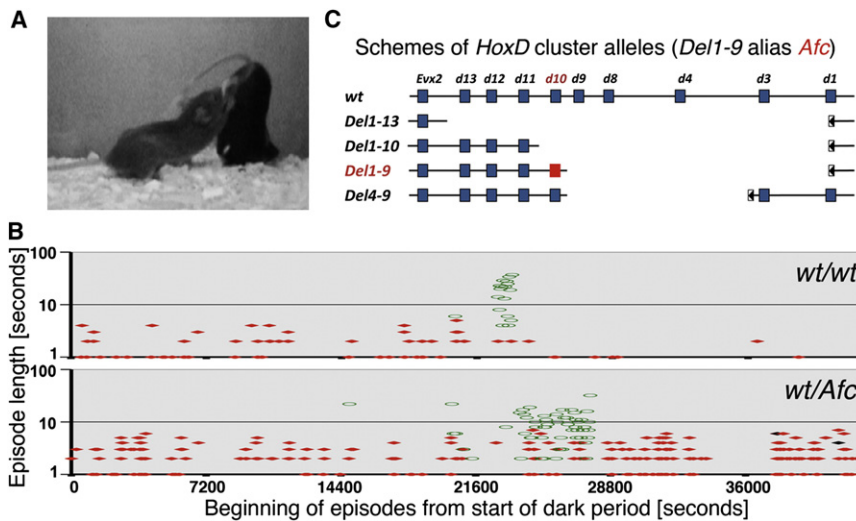 A
C
Schemes of HoxD cluster alleles (Del1-9 alias Afc)
Evx2 d13 d12 d11 d10 d9 d8 d4 d3 d1
wt
Del1-13
Del1-10
Del1-9
Del4-9
B
Episode length [seconds]
100
10
1
wt/wt
100
10
1
wt/Afc
0 7200 14400 21600 28800 36000
Beginning of episodes from start of dark period [seconds]